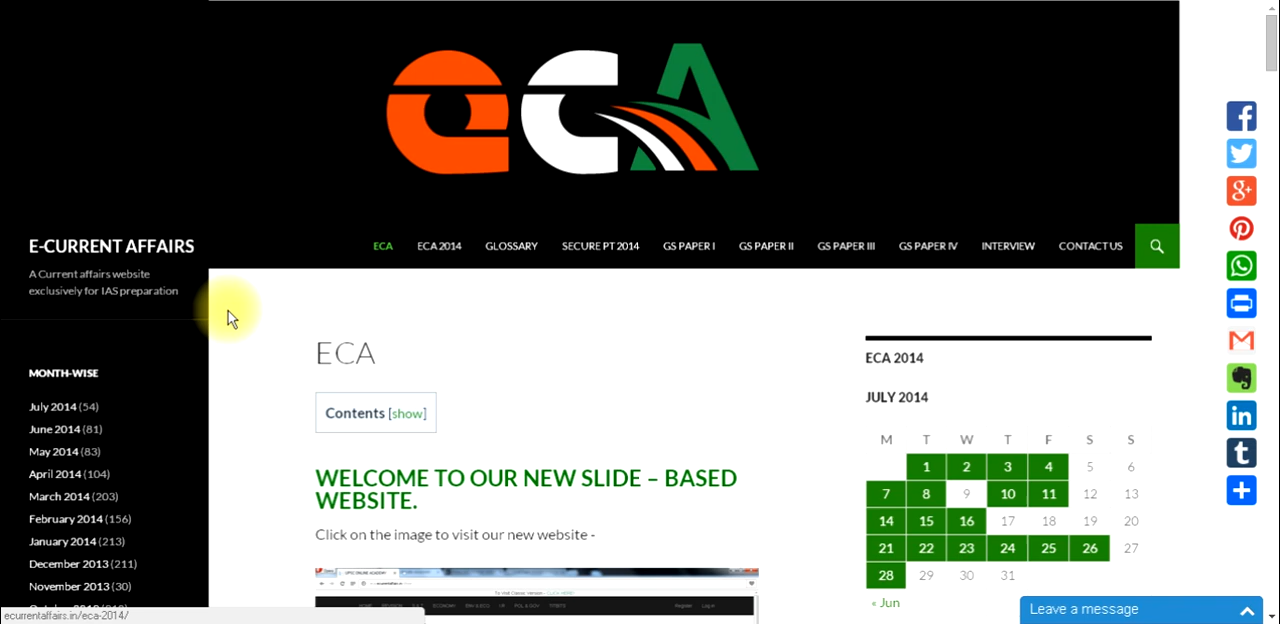 eCA
ECA
ECA 2014
GLOSSARY
SECURE PT 2014
GS PAPER I
GS PAPER II
GS PAPER III
GS PAPER IV
INTERVIEW
CONTACT US
E-CURRENT AFFAIRS
A Current affairs website
exclusively for IAS preparation
MONTH-WISE
July 2014 (54)
June 2014 (81)
May 2014 (83)
April 2014 (104)
March 2014 (203)
February 2014 (156)
January 2014 (213)
December 2013 (211)
November 2013 (30)
ecurrentaffairs.in/eca-2014/
ECA
Contents [show]
WELCOME TO OUR NEW SLIDE – BASED
WEBSITE.
Click on the image to visit our new website -
ECA 2014
JULY 2014
M T W T F S S
1 2 3 4 5 6
7 8 9 10 11 12 13
14 15 16 17 18 19 20
21 22 23 24 25 26 27
28 29 30 31
« Jun
Leave a message